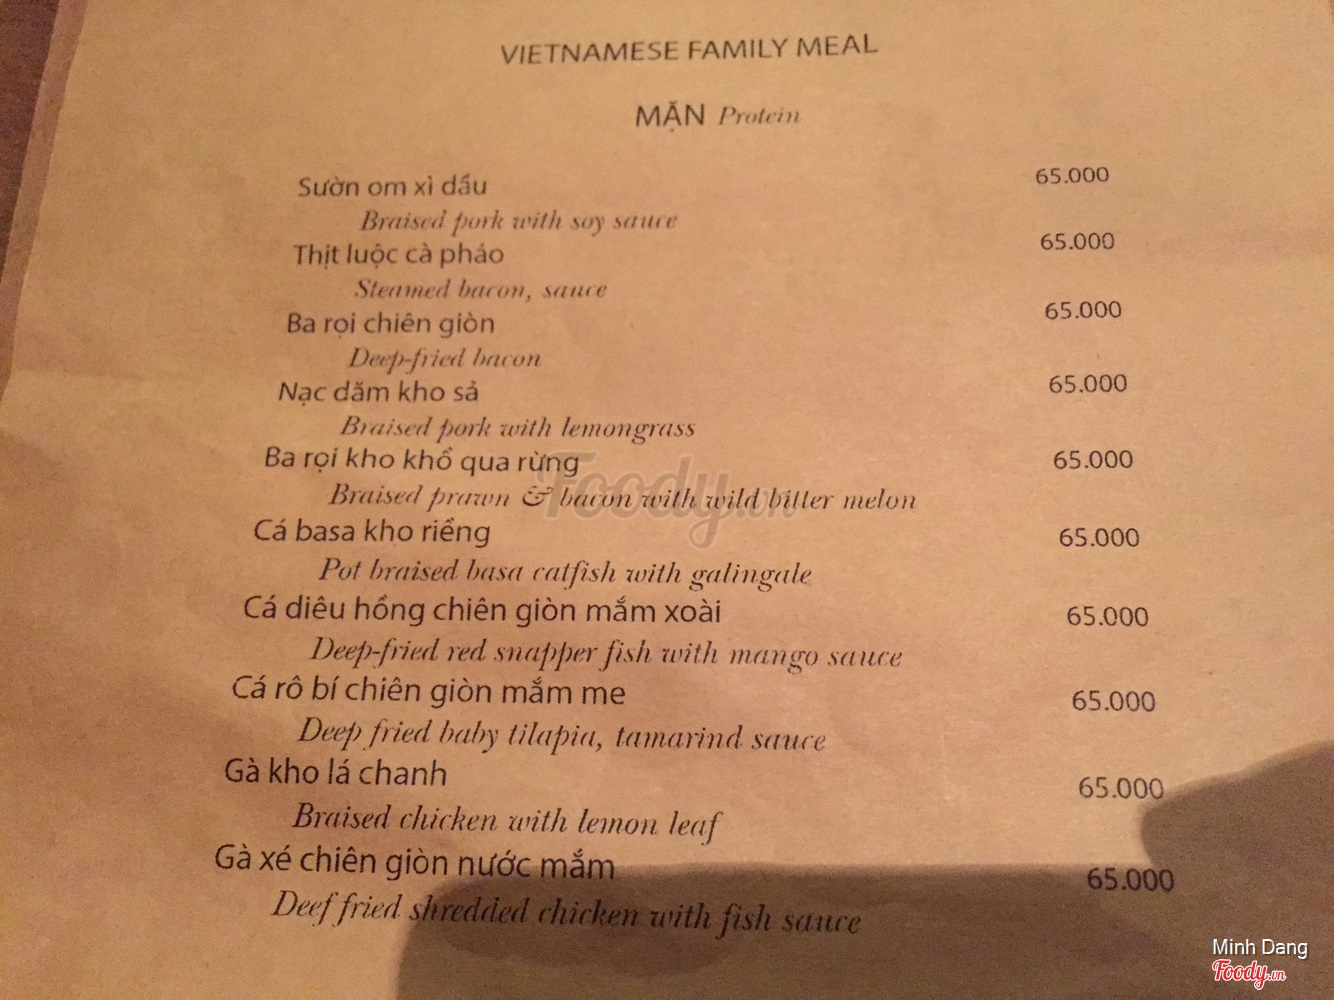 VIETNAMESE FAMILY MEAL
MẶN Protein
Sườn om xì dầu 65.000
Braised pork with soy sauce
Thịt luộc cà pháo 65.000
Steamed bacon, sauce
Ba rọi chiên giòn 65.000
Deep-fried bacon
Nạc dăm kho sả 65.000
Braised pork with lemongrass
Ba rọi kho khổ qua rừng 65.000
Braised prawn & bacon with wild bitter melon
Cá basa kho riềng 65.000
Pot braised basa catfish with galingale
Cá diêu hồng chiên giòn mắm xoài 65.000
Deep-fried red snapper fish with mango sauce
Cá rô bí chiên giòn mắm me 65.000
Deep fried baby tilapia, tamarind sauce
Gà kho lá chanh 65.000
Braised chicken with lemon leaf
Gà xé chiên giòn nước mắm 65.000
Deef fried shredded chicken with fish sauce
Foody.vn
Minh Dang
Foody.vn